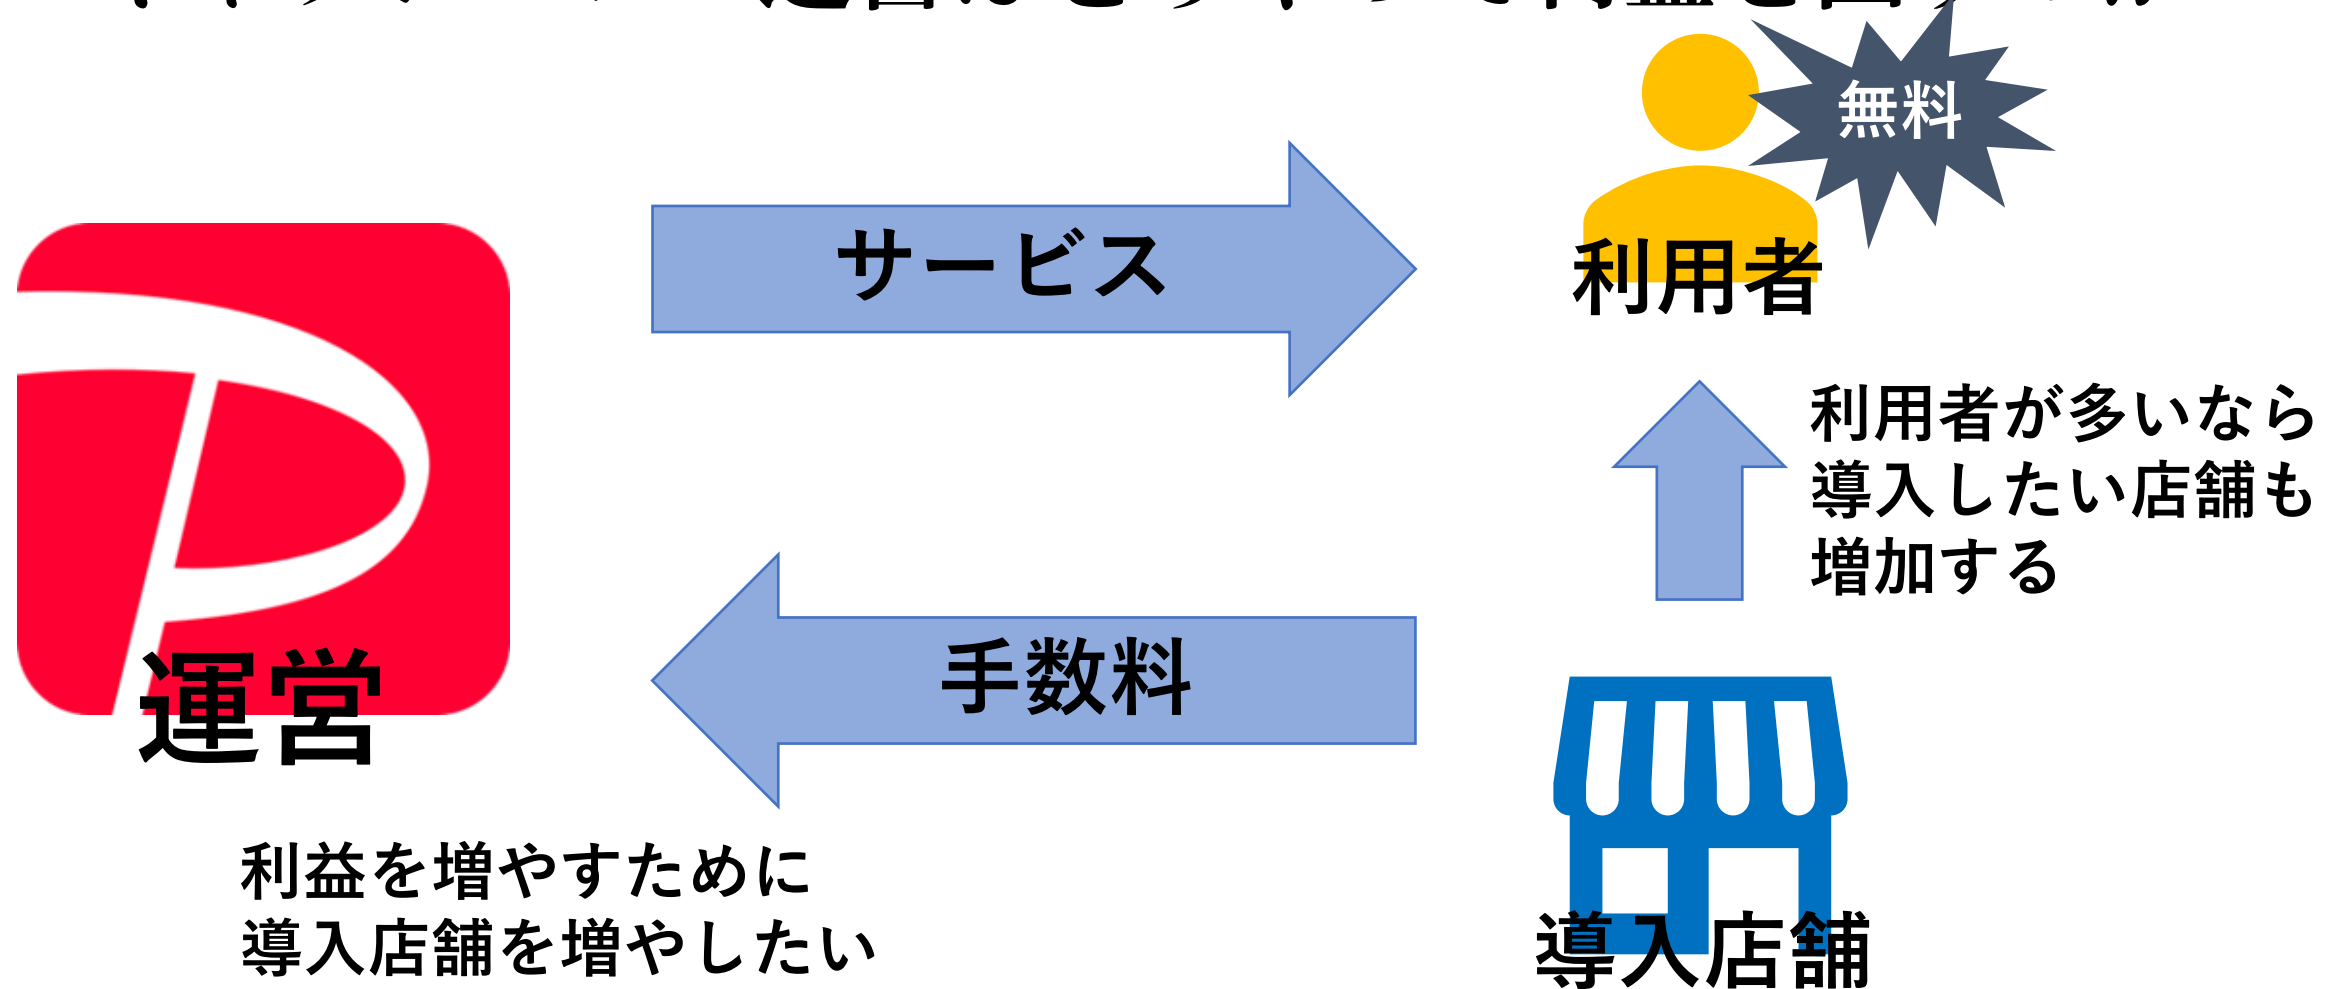 無料
サービス
利用者
利用者が多いなら
導入したい店舗も
増加する
運営
手数料
利益を増やすために
導入店舗を増やしたい
導入店舗